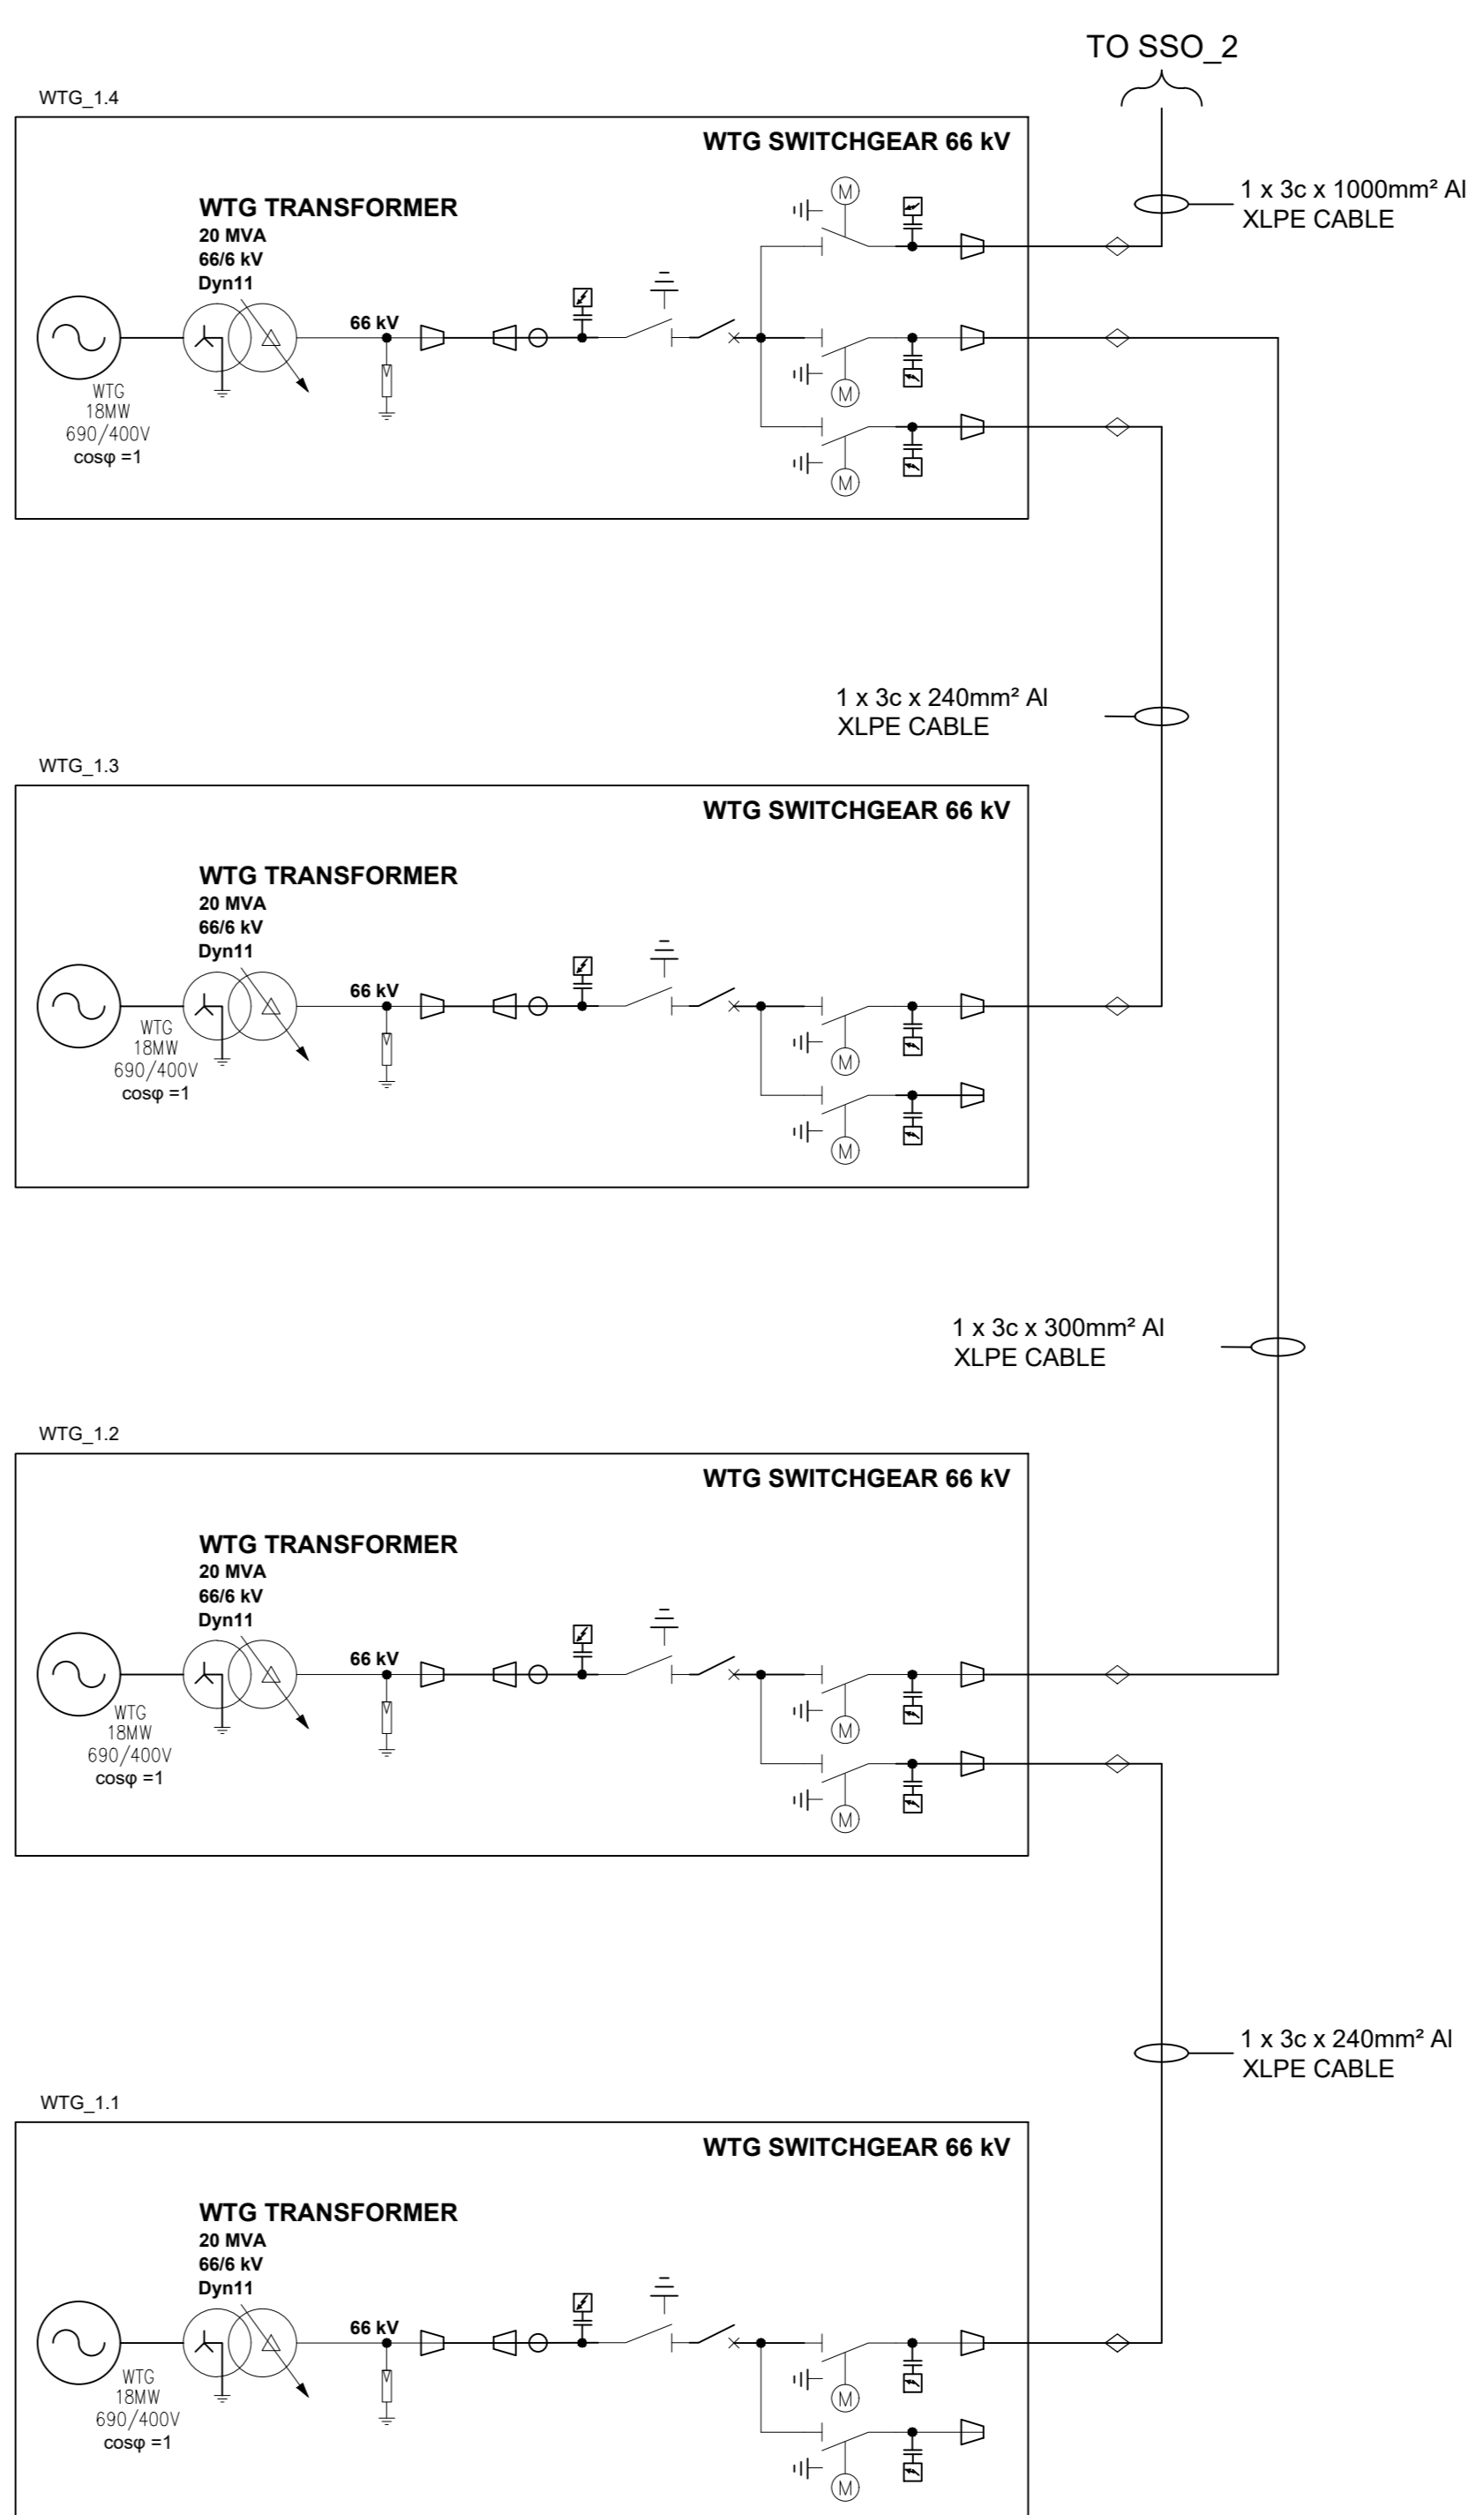 TO SSO_2
WTG_1.4
WTG SWITCHGEAR 66 kV
1 x 3c x 1000mm² Al
XLPE CABLE
WTG TRANSFORMER
20 MVA
66/6 kV
Dyn11
M
66 kV
WTG
18MW
690/400V
cosφ =1
M
M
1 x 3c x 240mm² Al
XLPE CABLE
WTG_1.3
WTG SWITCHGEAR 66 kV
WTG TRANSFORMER
20 MVA
66/6 kV
Dyn11
66 kV
WTG
18MW
690/400V
cosφ =1
M
M
1 x 3c x 300mm² Al
XLPE CABLE
WTG_1.2
WTG SWITCHGEAR 66 kV
WTG TRANSFORMER
20 MVA
66/6 kV
Dyn11
66 kV
WTG
18MW
690/400V
cosφ =1
M
M
1 x 3c x 240mm² Al
XLPE CABLE
WTG_1.1
WTG SWITCHGEAR 66 kV
WTG TRANSFORMER
20 MVA
66/6 kV
Dyn11
66 kV
WTG
18MW
690/400V
cosφ =1
M
M